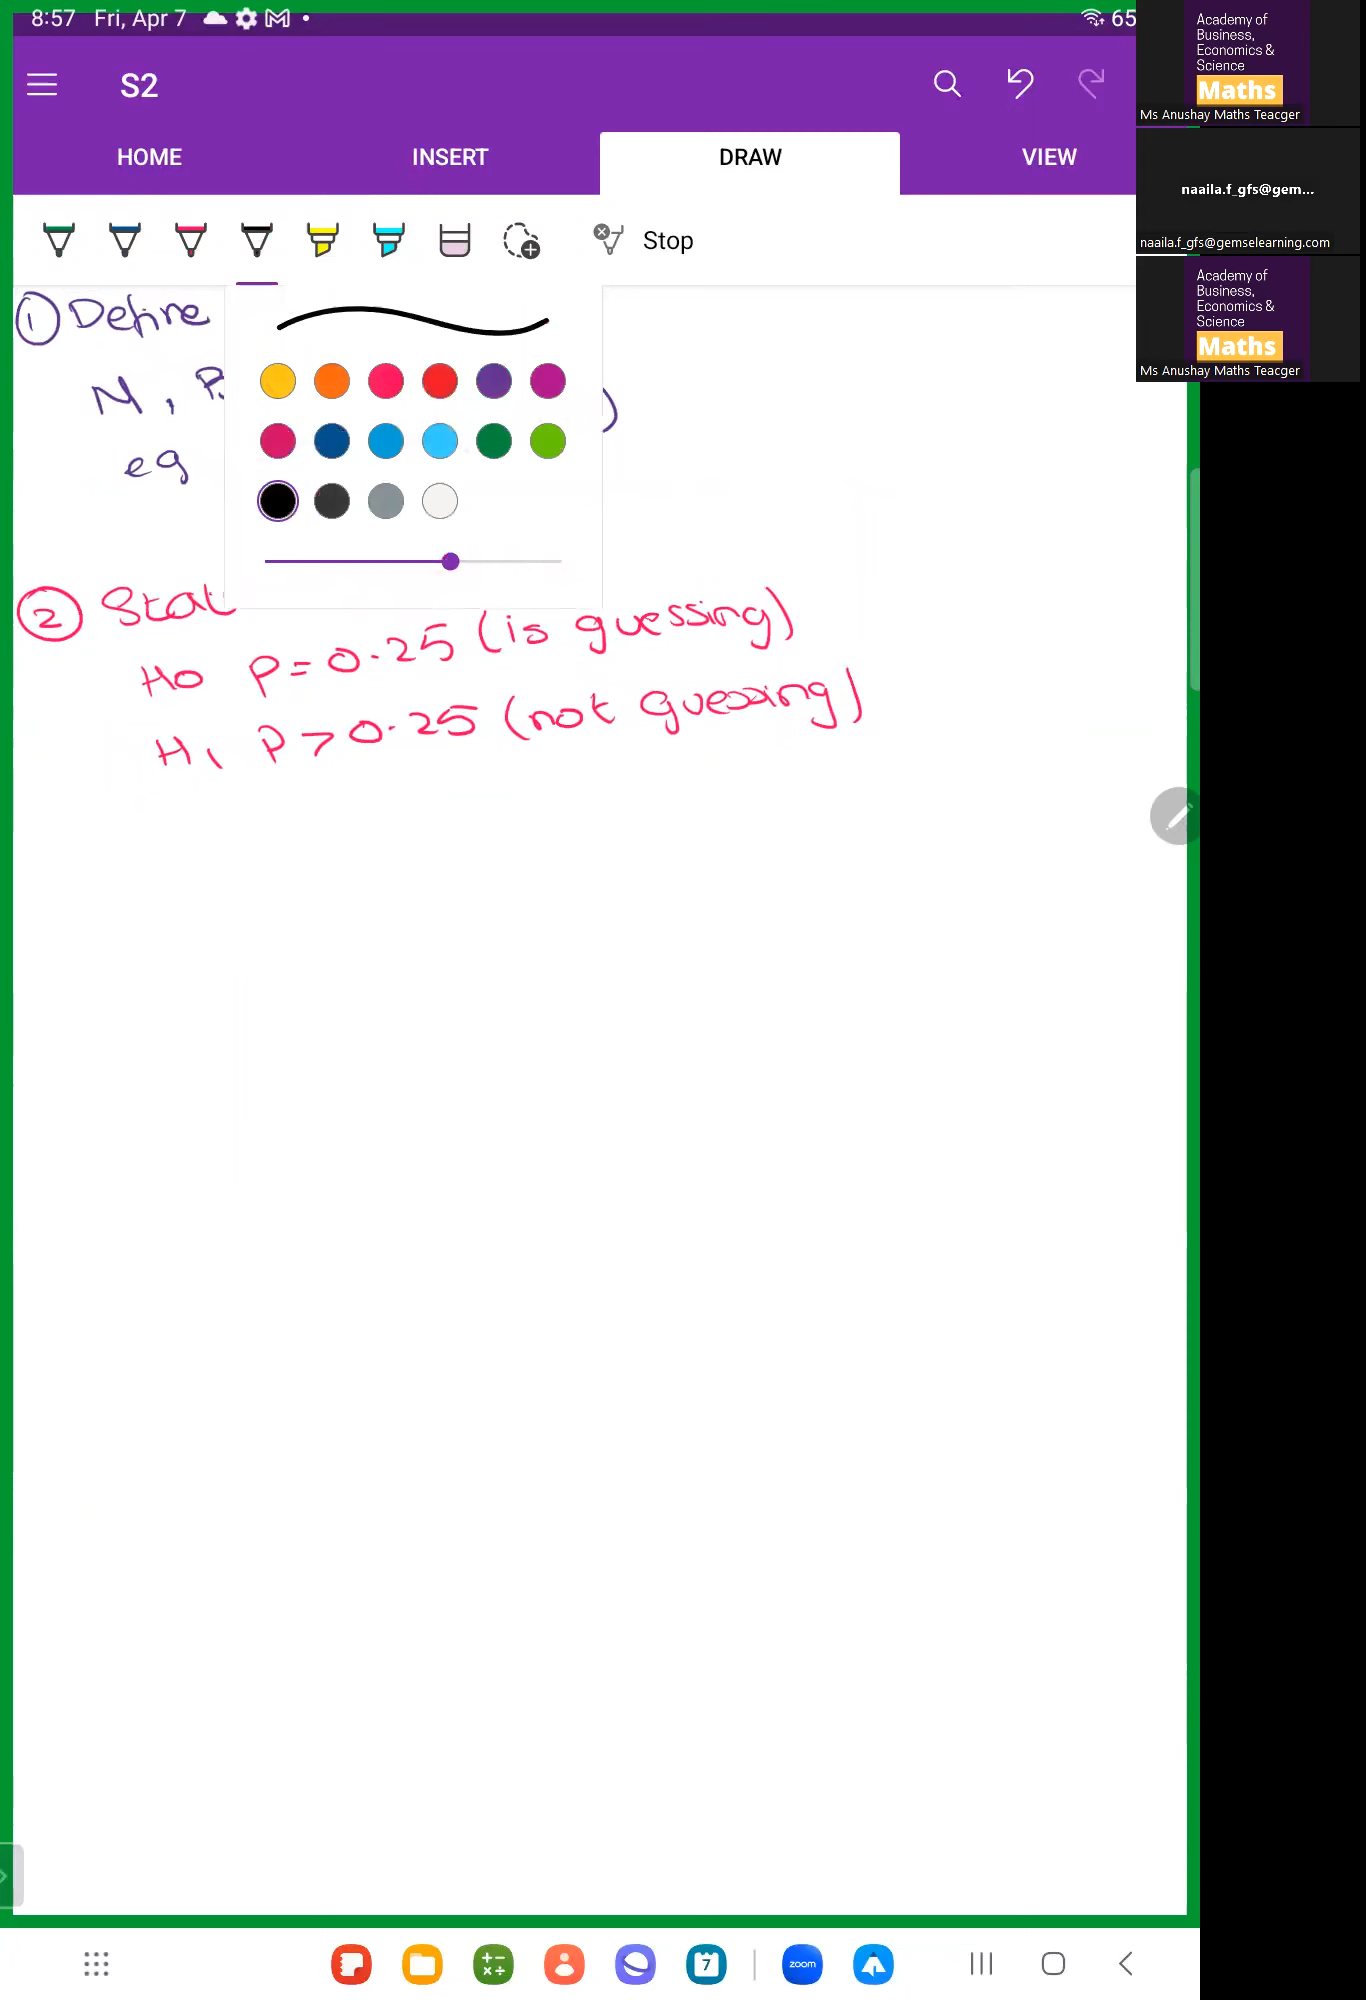 8:57 Fri, Apr 7
65
S2
HOME INSERT DRAW VIEW
Stop
① Define
M,
)
eg
② Stat
H0 P=0.25 (is guessing)
H1 P>0.25 (not guessing)
Academy of
Business,
Economics &
Science
Maths
Ms Anushay Maths Teacger
naaila.f_gfs@gem...
naaila.f_gfs@gemselearning.com
Academy of
Business,
Economics &
Science
Maths
Ms Anushay Maths Teacger
7
zoom